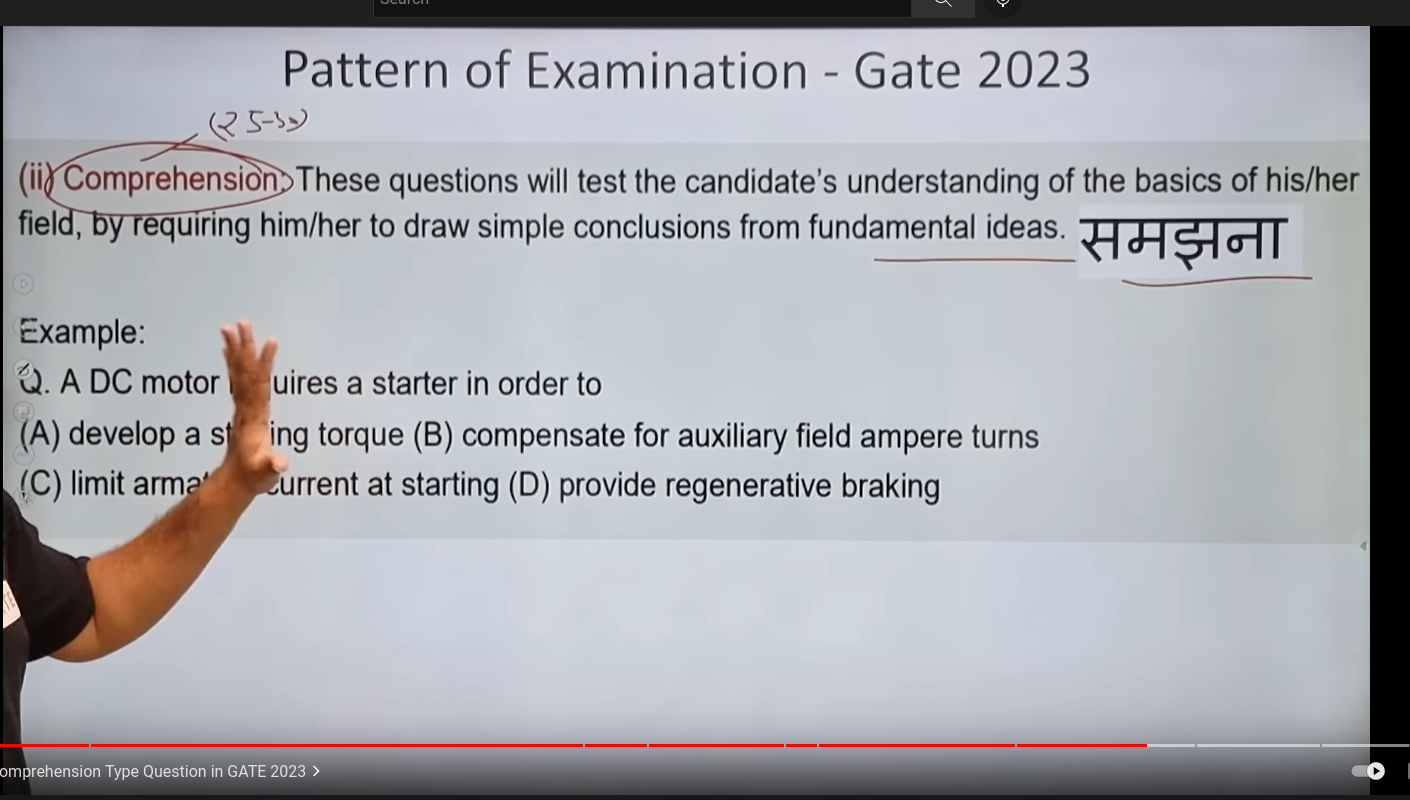 Search
Pattern of Examination - Gate 2023
(25-30)
(ii) Comprehension: These questions will test the candidate's understanding of the basics of his/her
field, by requiring him/her to draw simple conclusions from fundamental ideas. समझना
Example:
Q. A DC motor uires a starter in order to
(A) develop a st ing torque (B) compensate for auxiliary field ampere turns
(C) limit arma current at starting (D) provide regenerative braking
omprehension Type Question in GATE 2023